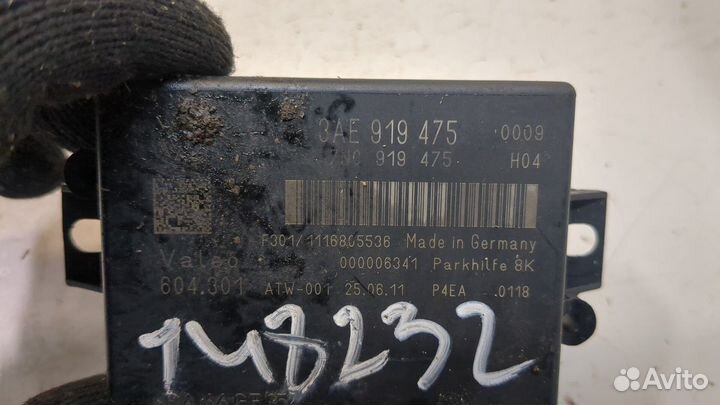 3AE 919 475 0009
919 475 H04
F301/1116805536 Made in Germany
Valeo 000006341 Parkhilfe 8K
604.301 ATW-001 25.06.11 P4EA 0118
148232
Avito